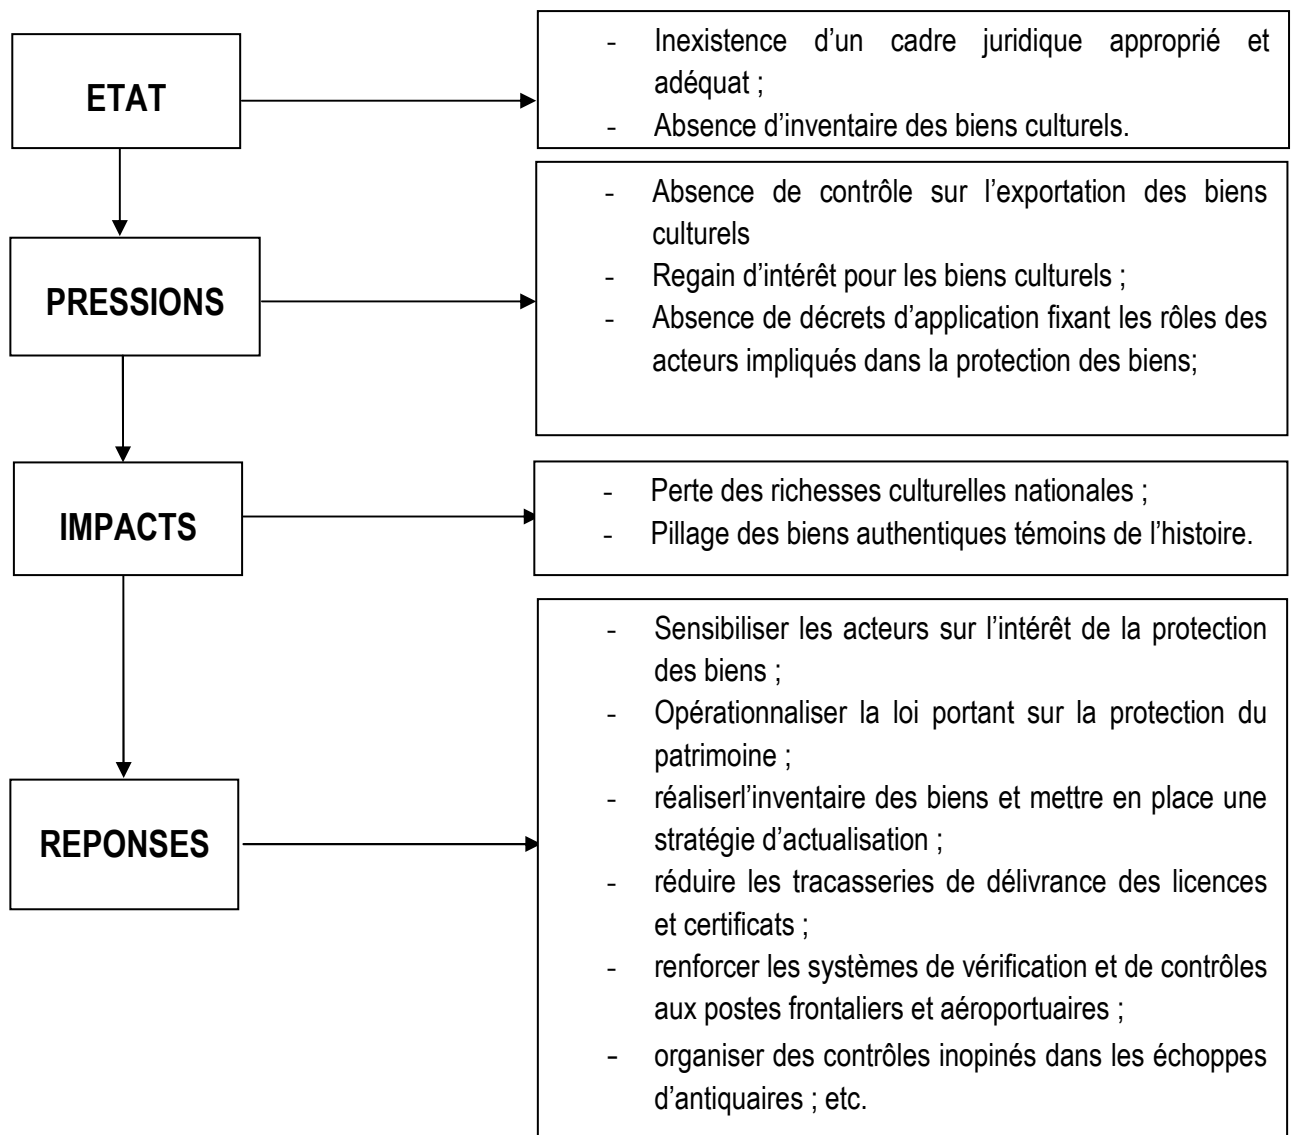 ETAT
- Inexistence d’un cadre juridique approprié et
adéquat ;
- Absence d’inventaire des biens culturels.
PRESSIONS
- Absence de contrôle sur l’exportation des biens
culturels
- Regain d’intérêt pour les biens culturels ;
- Absence de décrets d’application fixant les rôles des
acteurs impliqués dans la protection des biens;
IMPACTS
- Perte des richesses culturelles nationales ;
- Pillage des biens authentiques témoins de l’histoire.
REPONSES
- Sensibiliser les acteurs sur l’intérêt de la protection
des biens ;
- Opérationnaliser la loi portant sur la protection du
patrimoine ;
- réaliserl’inventaire des biens et mettre en place une
stratégie d’actualisation ;
- réduire les tracasseries de délivrance des licences
et certificats ;
- renforcer les systèmes de vérification et de contrôles
aux postes frontaliers et aéroportuaires ;
- organiser des contrôles inopinés dans les échoppes
d’antiquaires ; etc.